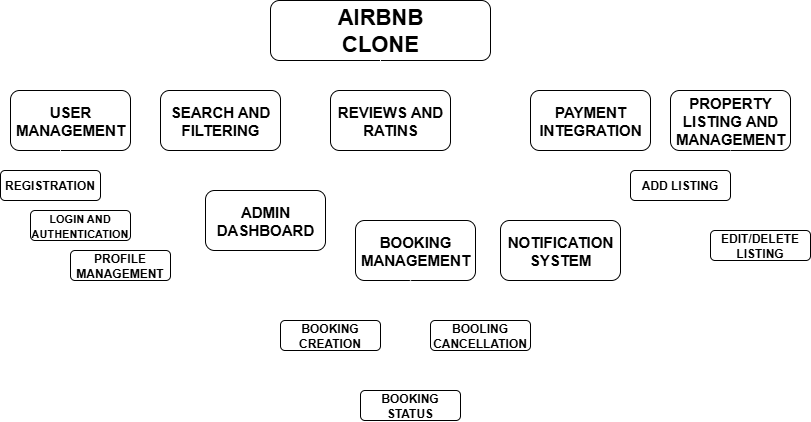 AIRBNB
CLONE
USER
MANAGEMENT
SEARCH AND
FILTERING
REVIEWS AND
RATINS
PAYMENT
INTEGRATION
PROPERTY
LISTING AND
MANAGEMENT
REGISTRATION
LOGIN AND
AUTHENTICATION
PROFILE
MANAGEMENT
ADMIN
DASHBOARD
BOOKING
MANAGEMENT
NOTIFICATION
SYSTEM
ADD LISTING
EDIT/DELETE
LISTING
BOOKING
CREATION
BOOLING
CANCELLATION
BOOKING
STATUS